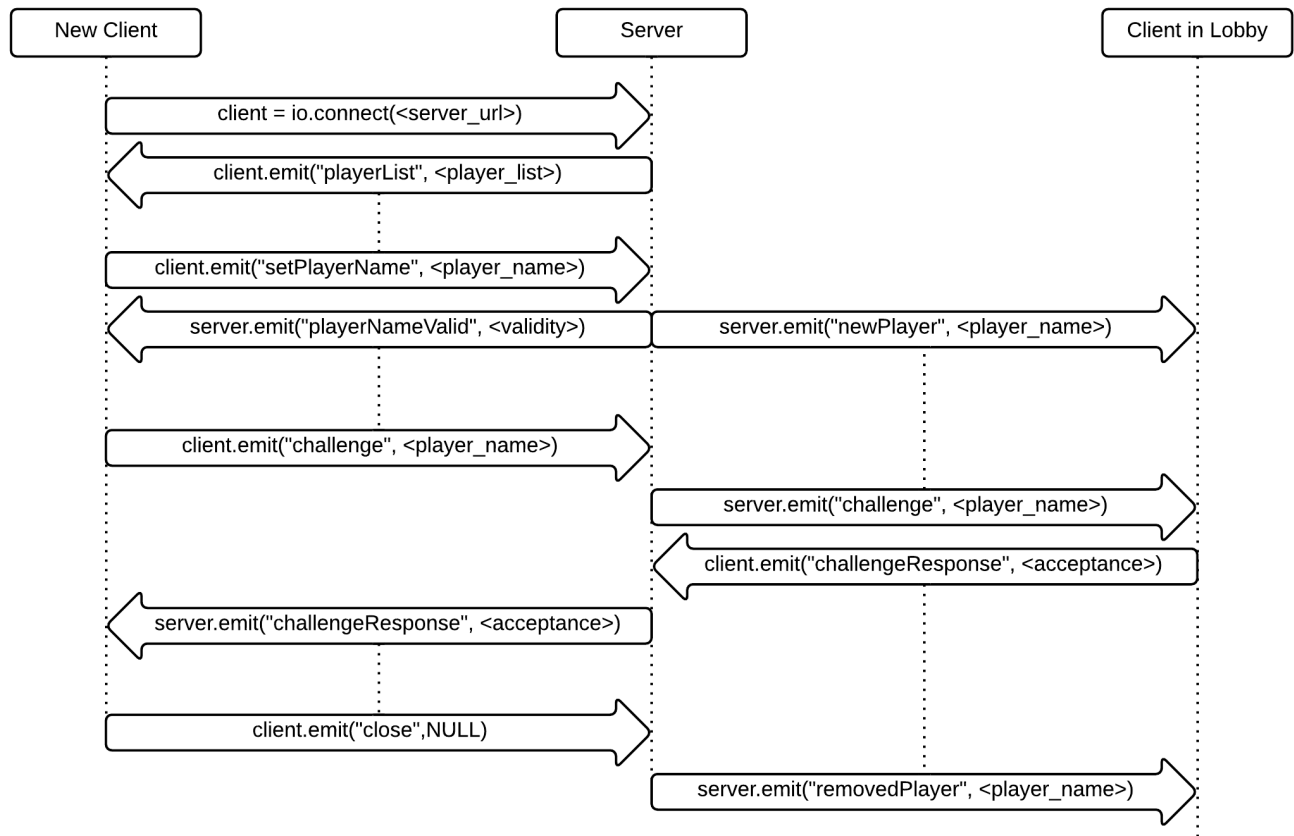 New Client
Server
Client in Lobby
client = io.connect(<server_url>)
client.emit("playerList", <player_list>)
client.emit("setPlayerName", <player_name>)
server.emit("playerNameValid", <validity>)
server.emit("newPlayer", <player_name>)
client.emit("challenge", <player_name>)
server.emit("challenge", <player_name>)
client.emit("challengeResponse", <acceptance>)
server.emit("challengeResponse", <acceptance>)
client.emit("close",NULL)
server.emit("removedPlayer", <player_name>)